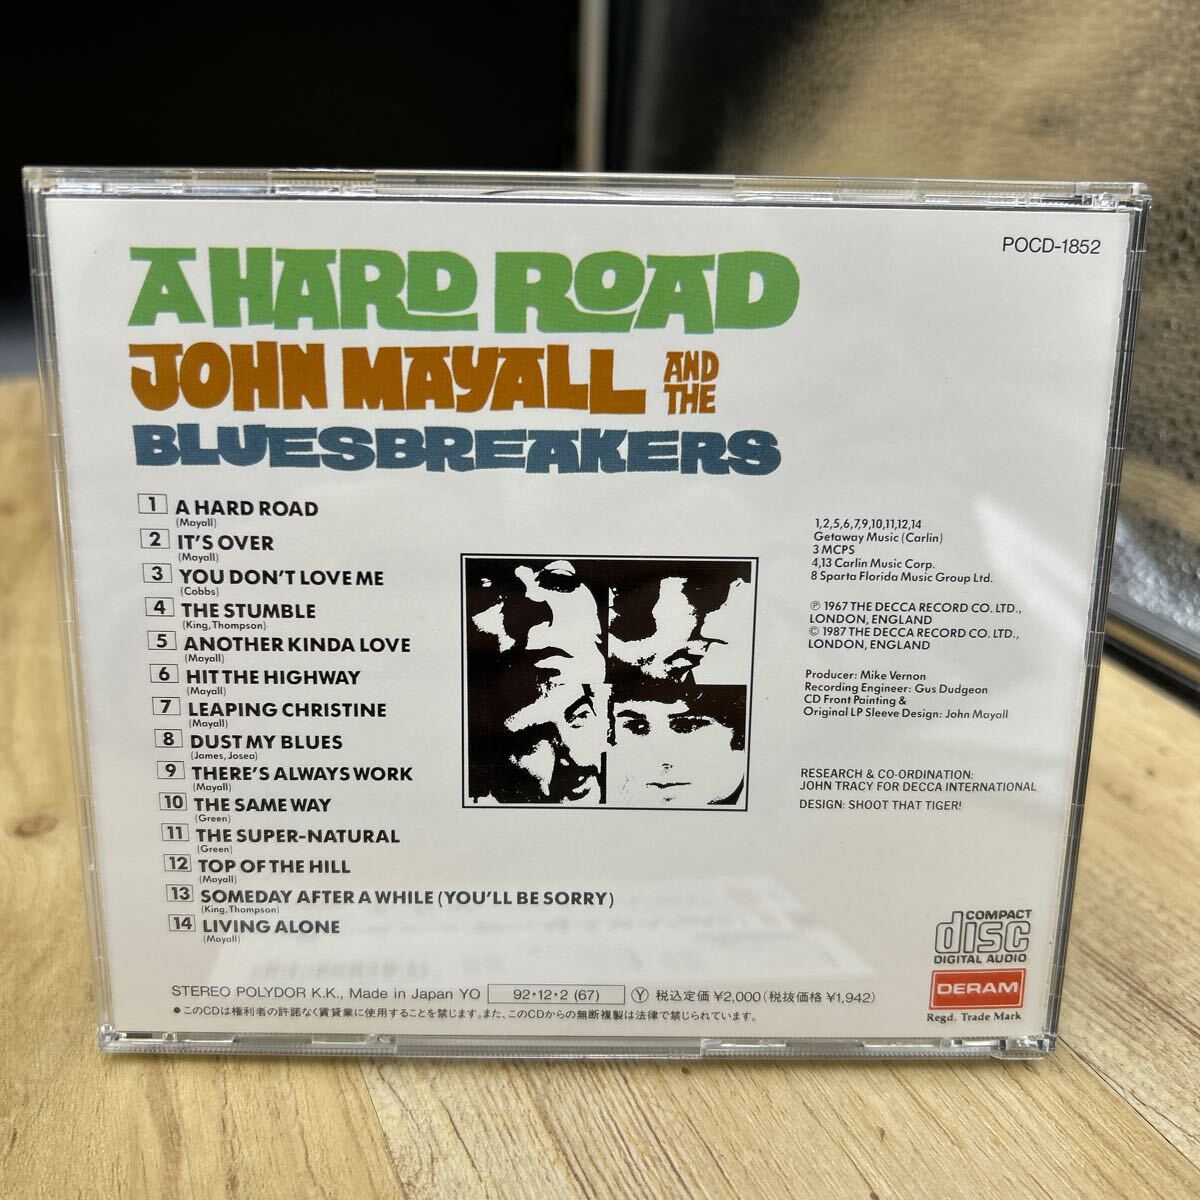 POCD-1852
A HARD ROAD
JOHN MAYALL AND THE
BLUESBREAKERS
1 A HARD ROAD
(Mayall)
2 IT'S OVER
(Mayall)
3 YOU DON'T LOVE ME
(Cobbs)
4 THE STUMBLE
(King, Thompson)
5 ANOTHER KINDA LOVE
(Mayall)
6 HIT THE HIGHWAY
(Mayall)
7 LEAPING CHRISTINE
(Mayall)
8 DUST MY BLUES
(James, Josea)
9 THERE'S ALWAYS WORK
(Mayall)
10 THE SAME WAY
(Green)
11 THE SUPER-NATURAL
(Green)
12 TOP OF THE HILL
(Mayall)
13 SOMEDAY AFTER A WHILE (YOU'LL BE SORRY)
(King, Thompson)
14 LIVING ALONE
(Mayall)
1,2,5,6,7,9,10,11,12,14
Getaway Music (Carlin)
3 MCPS
4,13 Carlin Music Corp.
8 Sparta Florida Music Group Ltd.
℗ 1967 THE DECCA RECORD CO. LTD.,
LONDON, ENGLAND
© 1987 THE DECCA RECORD CO. LTD.,
LONDON, ENGLAND
Producer: Mike Vernon
Recording Engineer: Gus Dudgeon
CD Front Painting &
Original LP Sleeve Design: John Mayall
RESEARCH & CO-ORDINATION:
JOHN TRACY FOR DECCA INTERNATIONAL
DESIGN: SHOOT THAT TIGER!
COMPACT
disc
DIGITAL AUDIO
DERAM
Regd. Trade Mark
STEREO POLYDOR K.K., Made in Japan YO 92・12・2 (67) Ⓨ 税込定価 ¥2,000 (税抜価格 ¥1,942)
●このCDは権利者の許諾なく賃貸業に使用することを禁じます。また、このCDからの無断複製は法律で禁じられています。